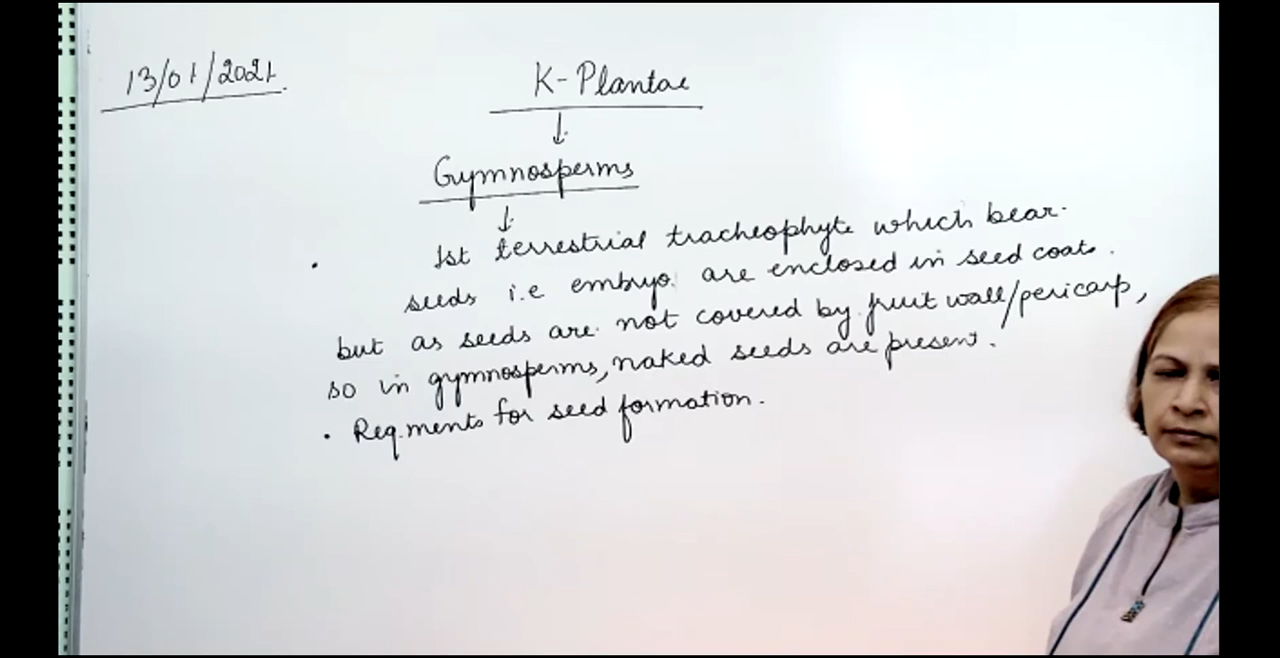 13/01/2021.
K-Plantae
↓
Gymnosperms
↓
• 1st terrestrial tracheophyte which bear
seeds i.e embryo are enclosed in seed coats.
but as seeds are not covered by fruit wall/pericarp,
so in gymnosperms, naked seeds are present.
• Req.ments for seed formation.